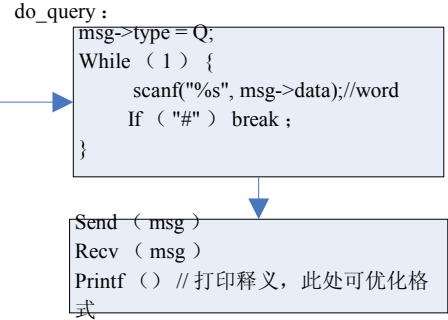 do_query：
msg->type = Q;
While （ 1 ） {
scanf("%s", msg->data);//word
If （ "#" ） break ；
}
Send （ msg ）
Recv （ msg ）
Printf （） // 打印释义，此处可优化格
式